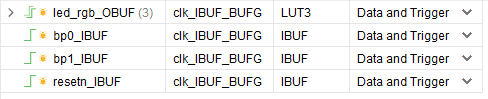 led_rgb_OBUF (3) clk_IBUF_BUFG LUT3 Data and Trigger
bp0_IBUF clk_IBUF_BUFG IBUF Data and Trigger
bp1_IBUF clk_IBUF_BUFG IBUF Data and Trigger
resetn_IBUF clk_IBUF_BUFG IBUF Data and Trigger